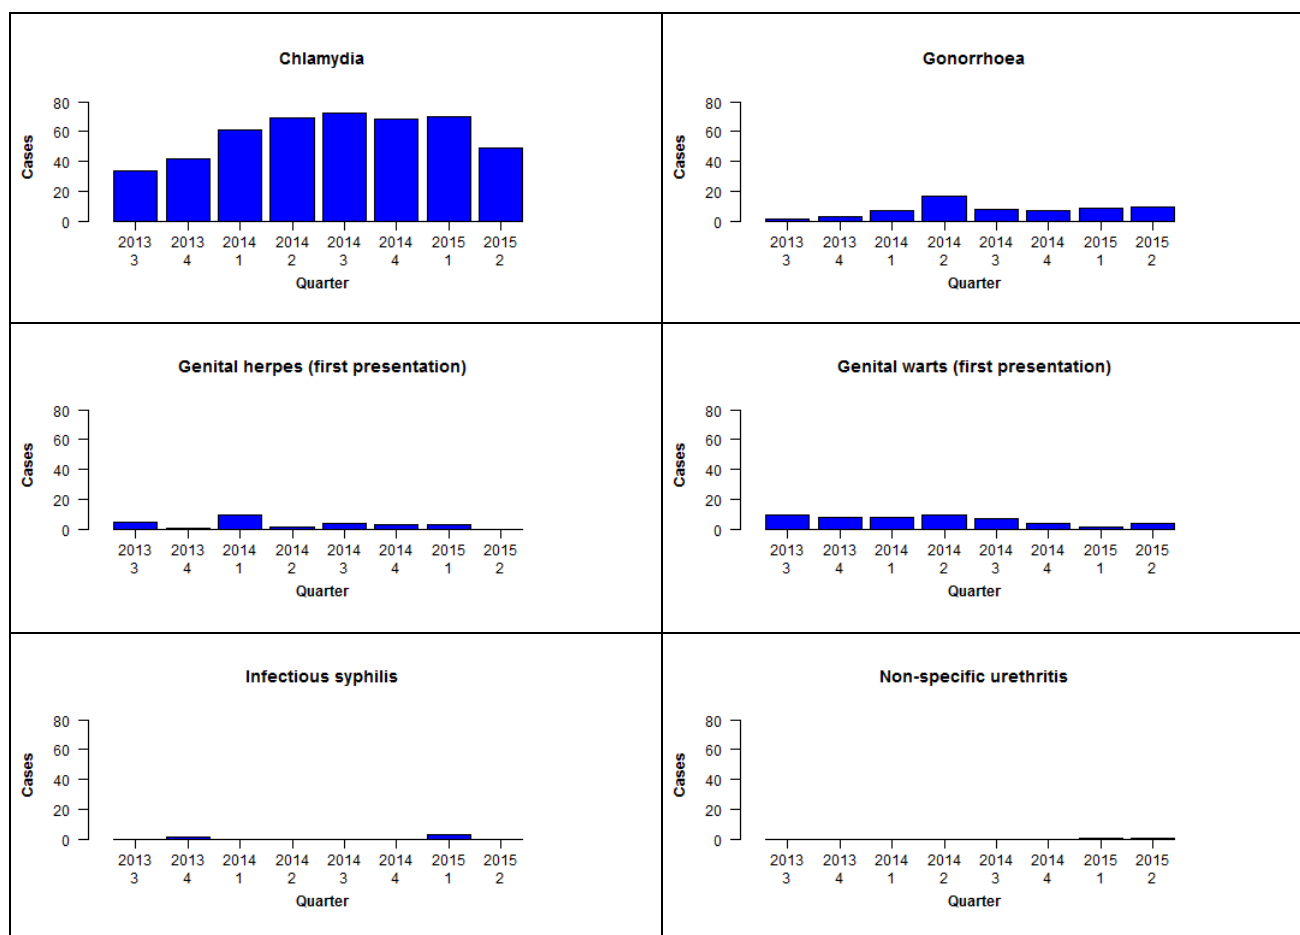 Chlamydia
80
60
40
20
0
Cases
2013 2013 2014 2014 2014 2014 2015 2015
3 4 1 2 3 4 1 2
Quarter
Gonorrhoea
80
60
40
20
0
Cases
2013 2013 2014 2014 2014 2014 2015 2015
3 4 1 2 3 4 1 2
Quarter
Genital herpes (first presentation)
80
60
40
20
0
Cases
2013 2013 2014 2014 2014 2014 2015 2015
3 4 1 2 3 4 1 2
Quarter
Genital warts (first presentation)
80
60
40
20
0
Cases
2013 2013 2014 2014 2014 2014 2015 2015
3 4 1 2 3 4 1 2
Quarter
Infectious syphilis
80
60
40
20
0
Cases
2013 2013 2014 2014 2014 2014 2015 2015
3 4 1 2 3 4 1 2
Quarter
Non-specific urethritis
80
60
40
20
0
Cases
2013 2013 2014 2014 2014 2014 2015 2015
3 4 1 2 3 4 1 2
Quarter